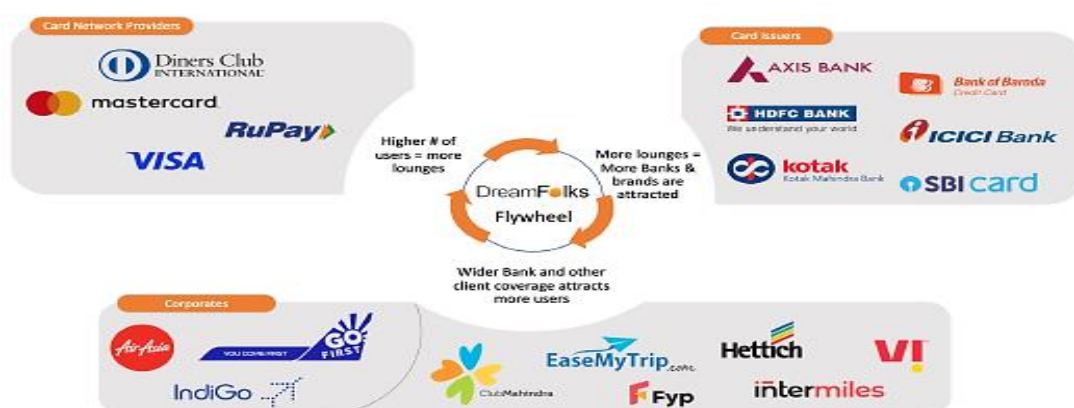 Card Network Providers
Diners Club
INTERNATIONAL
mastercard
RuPay
VISA
Card Issuers
AXIS BANK
Bank of Baroda
Credit Card
HDFC BANK
We understand your world
ICICI Bank
kotak
Kotak Mahindra Bank
SBI card
Higher # of
users = more
lounges
More lounges =
More Banks &
brands are
attracted
DreamFolks
Flywheel
Wider Bank and other
client coverage attracts
more users
Corporates
AirAsia
YOU COME FIRST
GO
FIRST
IndiGo
ClubMahindra
EaseMyTrip.com
Fyp
Hettich
intermiles
VI